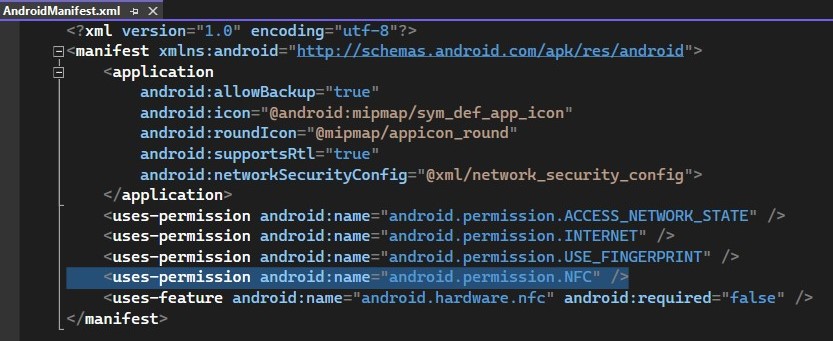 AndroidManifest.xml
<?xml version="1.0" encoding="utf-8"?>
<manifest xmlns:android="http://schemas.android.com/apk/res/android">
<application
android:allowBackup="true"
android:icon="@android:mipmap/sym_def_app_icon"
android:roundIcon="@mipmap/appicon_round"
android:supportsRtl="true"
android:networkSecurityConfig="@xml/network_security_config">
</application>
<uses-permission android:name="android.permission.ACCESS_NETWORK_STATE" />
<uses-permission android:name="android.permission.INTERNET" />
<uses-permission android:name="android.permission.USE_FINGERPRINT" />
<uses-permission android:name="android.permission.NFC" />
<uses-feature android:name="android.hardware.nfc" android:required="false" />
</manifest>